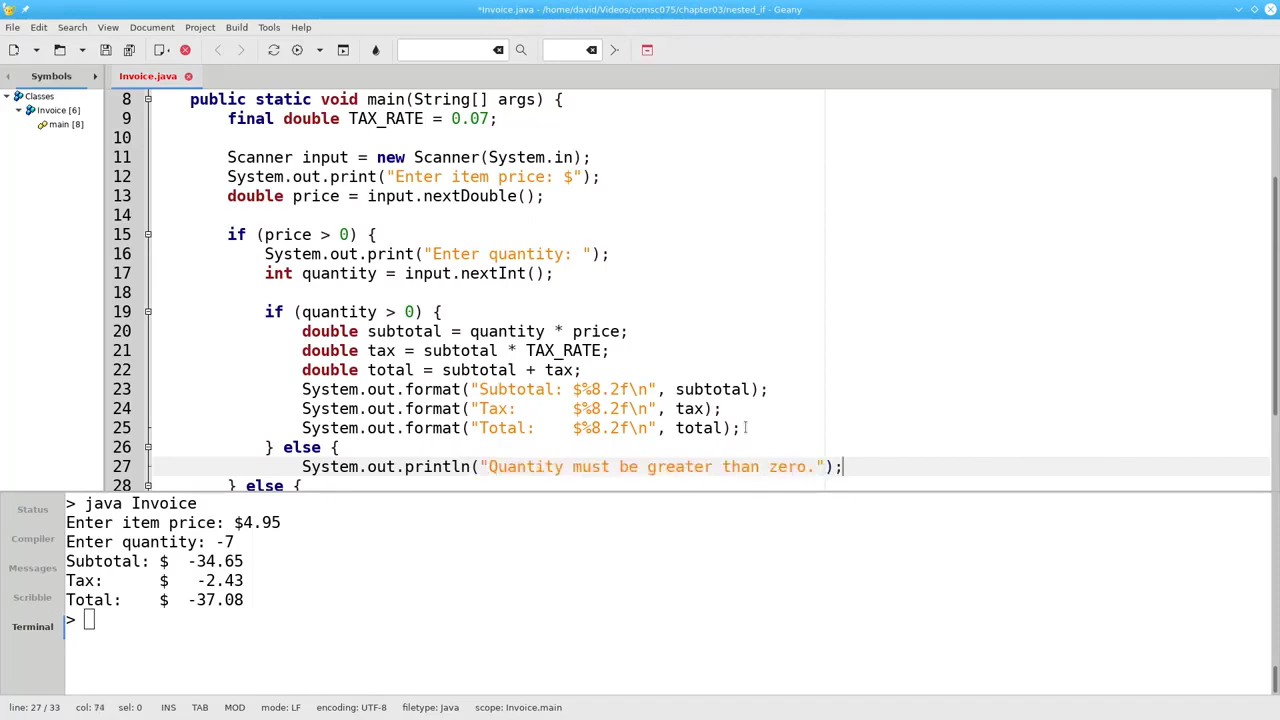 *Invoice.java - /home/david/Videos/comsc075/chapter03/nested_if - Geany
File Edit Search View Document Project Build Tools Help
Symbols Invoice.java
Classes
Invoice [6]
main [8]
8 public static void main(String[] args) {
9 final double TAX_RATE = 0.07;
10
11 Scanner input = new Scanner(System.in);
12 System.out.print("Enter item price: $");
13 double price = input.nextDouble();
14
15 if (price > 0) {
16 System.out.print("Enter quantity: ");
17 int quantity = input.nextInt();
18
19 if (quantity > 0) {
20 double subtotal = quantity * price;
21 double tax = subtotal * TAX_RATE;
22 double total = subtotal + tax;
23 System.out.format("Subtotal: $%8.2f\n", subtotal);
24 System.out.format("Tax:      $%8.2f\n", tax);
25 System.out.format("Total:    $%8.2f\n", total);
26 } else {
27 System.out.println("Quantity must be greater than zero.");
28 } else {
Status
Compiler
Messages
Scribble
Terminal
> java Invoice
Enter item price: $4.95
Enter quantity: -7
Subtotal: $  -34.65
Tax:      $   -2.43
Total:    $  -37.08
>
line: 27 / 33 col: 74 sel: 0 INS TAB MOD mode: LF encoding: UTF-8 filetype: Java scope: Invoice.main